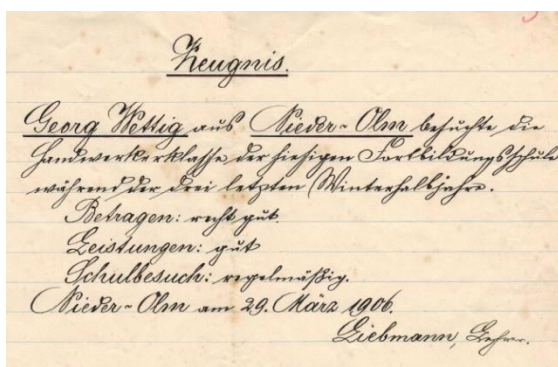 Zeugnis.
Georg Wettig aus Nieder-Olm besuchte die
Handwerkerklasse der hiesigen Fortbildungsschule
während der drei letzten Winterhalbjahre.
Betragen: recht gut.
Leistungen: gut
Schulbesuch: regelmäßig.
Nieder-Olm am 29. März 1906.
Liebmann, Lehrer.